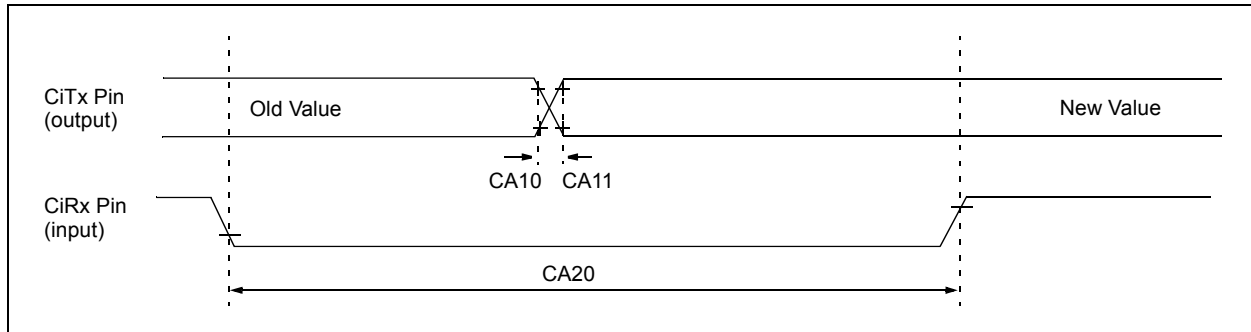 CiTx Pin
(output)
Old Value
New Value
CA10 CA11
CiRx Pin
(input)
CA20